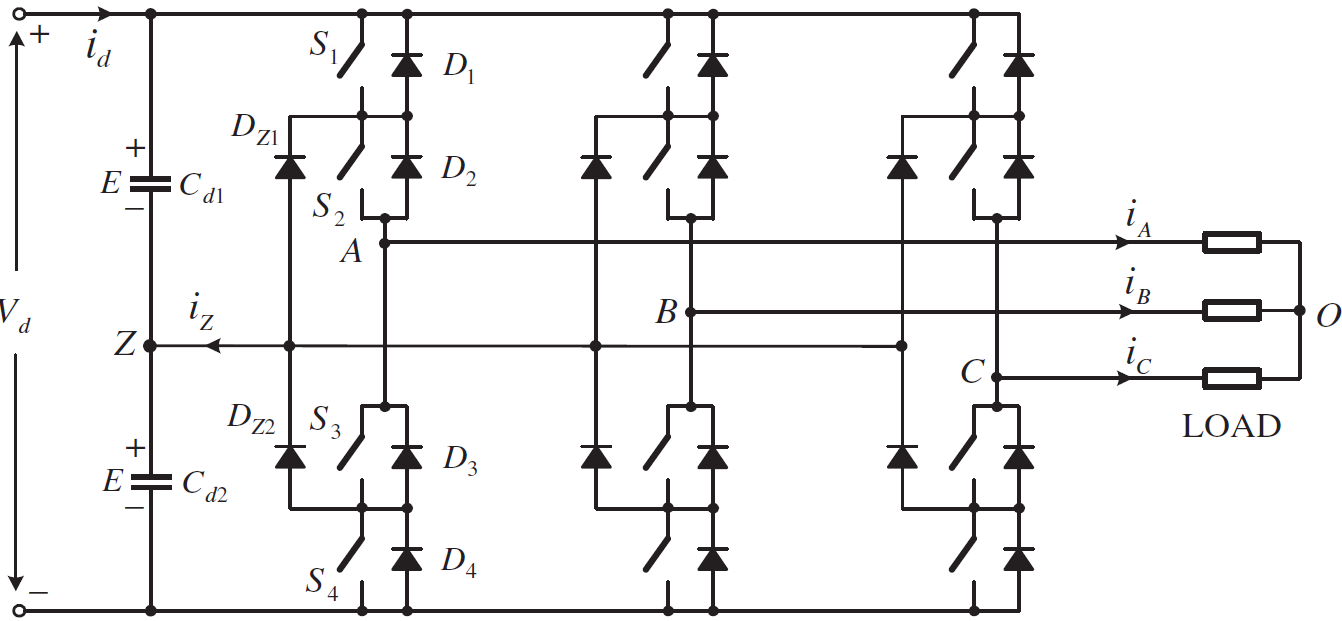 +
i_d
S_1
D_1
D_Z1
+
E
C_d1
−
D_2
S_2
A
i_A
i_Z
B
i_B
O
V_d
Z
C
i_C
D_Z2
S_3
LOAD
+
E
C_d2
−
D_3
D_4
S_4
−